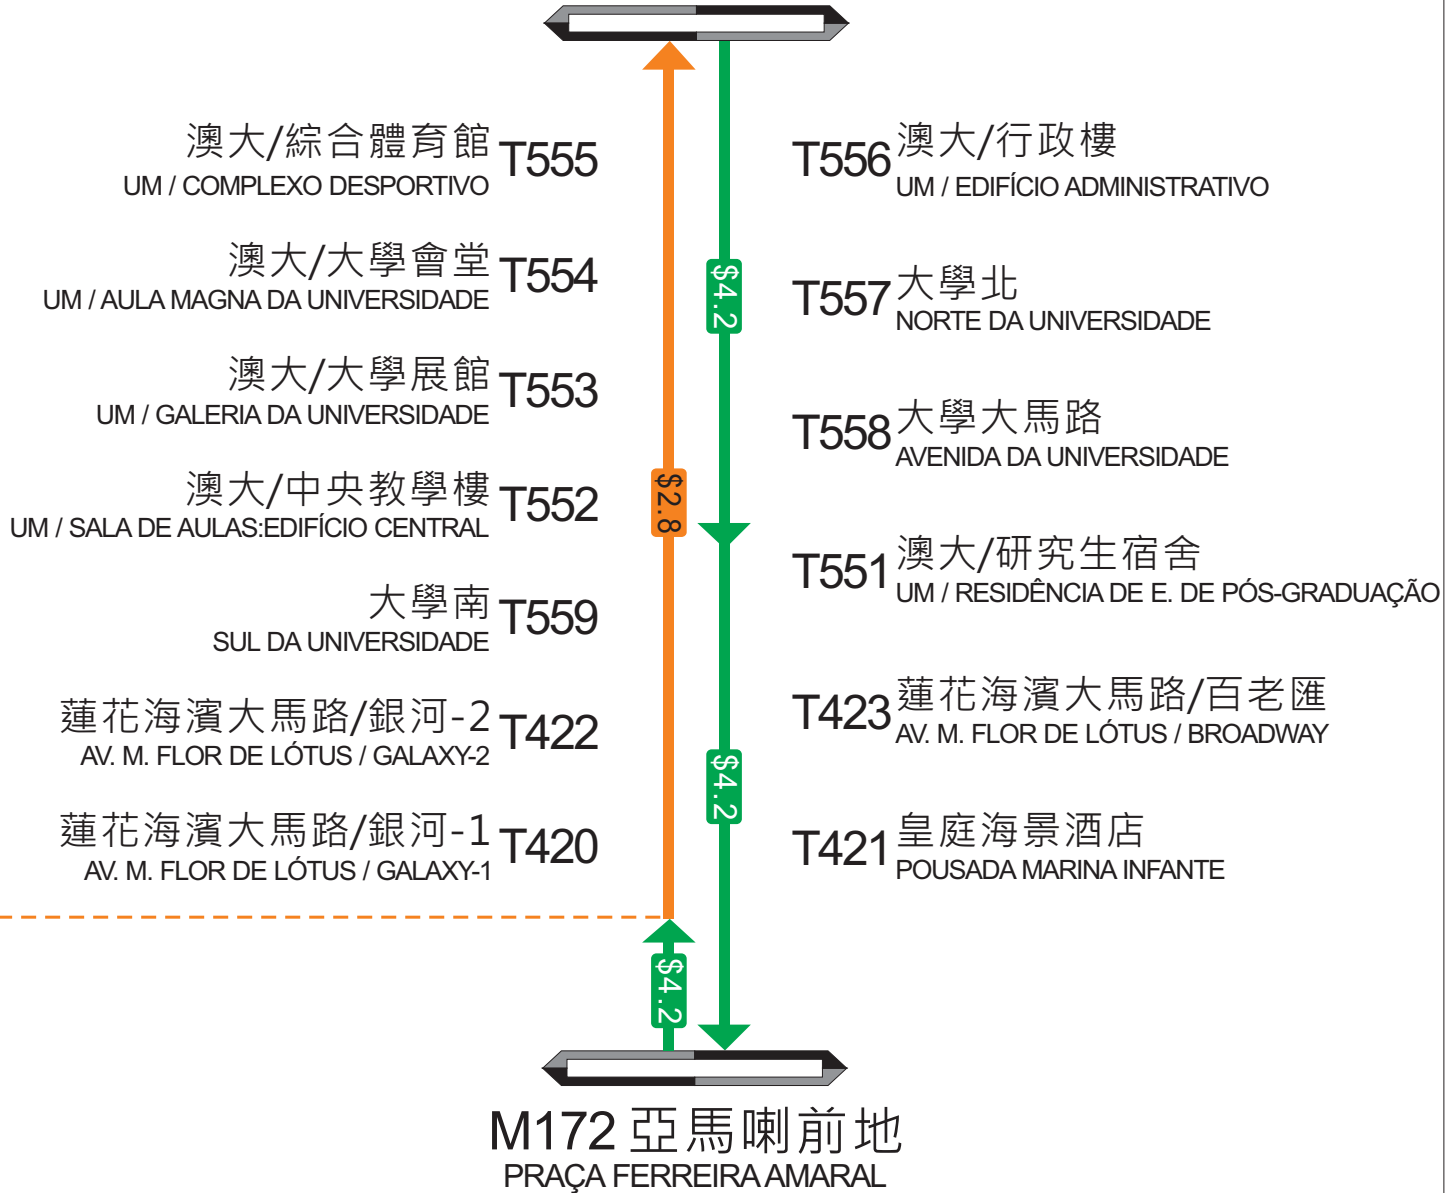 澳大/綜合體育館
UM / COMPLEXO DESPORTIVO
T555
澳大/大學會堂
UM / AULA MAGNA DA UNIVERSIDADE
T554
澳大/大學展館
UM / GALERIA DA UNIVERSIDADE
T553
澳大/中央教學樓
UM / SALA DE AULAS:EDIFÍCIO CENTRAL
T552
大學南
SUL DA UNIVERSIDADE
T559
蓮花海濱大馬路/銀河-2
AV. M. FLOR DE LÓTUS / GALAXY-2
T422
蓮花海濱大馬路/銀河-1
AV. M. FLOR DE LÓTUS / GALAXY-1
T420
$2.8
$4.2
$4.2
$4.2
T556
澳大/行政樓
UM / EDIFÍCIO ADMINISTRATIVO
T557
大學北
NORTE DA UNIVERSIDADE
T558
大學大馬路
AVENIDA DA UNIVERSIDADE
T551
澳大/研究生宿舍
UM / RESIDÊNCIA DE E. DE PÓS-GRADUAÇÃO
T423
蓮花海濱大馬路/百老匯
AV. M. FLOR DE LÓTUS / BROADWAY
T421
皇庭海景酒店
POUSADA MARINA INFANTE
M172 亞馬喇前地
PRAÇA FERREIRA AMARAL